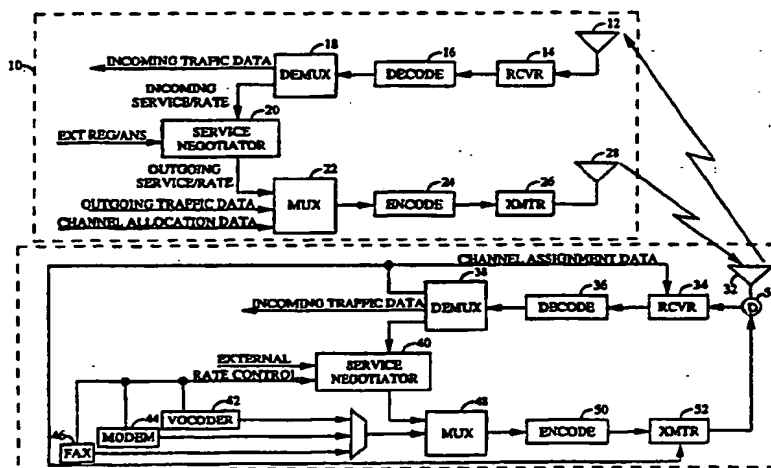 10
12
18
16
14
INCOMING TRAFIC DATA
DEMUX
DECODE
RCVR
INCOMING
SERVICE/RATE
20
EXT REG/ANS
SERVICE
NEGOTIATOR
OUTGOING
SERVICE/RATE
22
24
26
28
OUTGOING TRAFFIC DATA
CHANNEL ALLOCATION DATA
MUX
ENCODE
XMTR
CHANNEL ASSIGNMENT DATA
38
36
34
32
INCOMING TRAFFIC DATA
DEMUX
DECODE
RCVR
D
40
EXTERNAL
RATE CONTROL
SERVICE
NEGOTIATOR
42
VOCODER
44
MODEM
46
FAX
48
50
52
MUX
ENCODE
XMTR